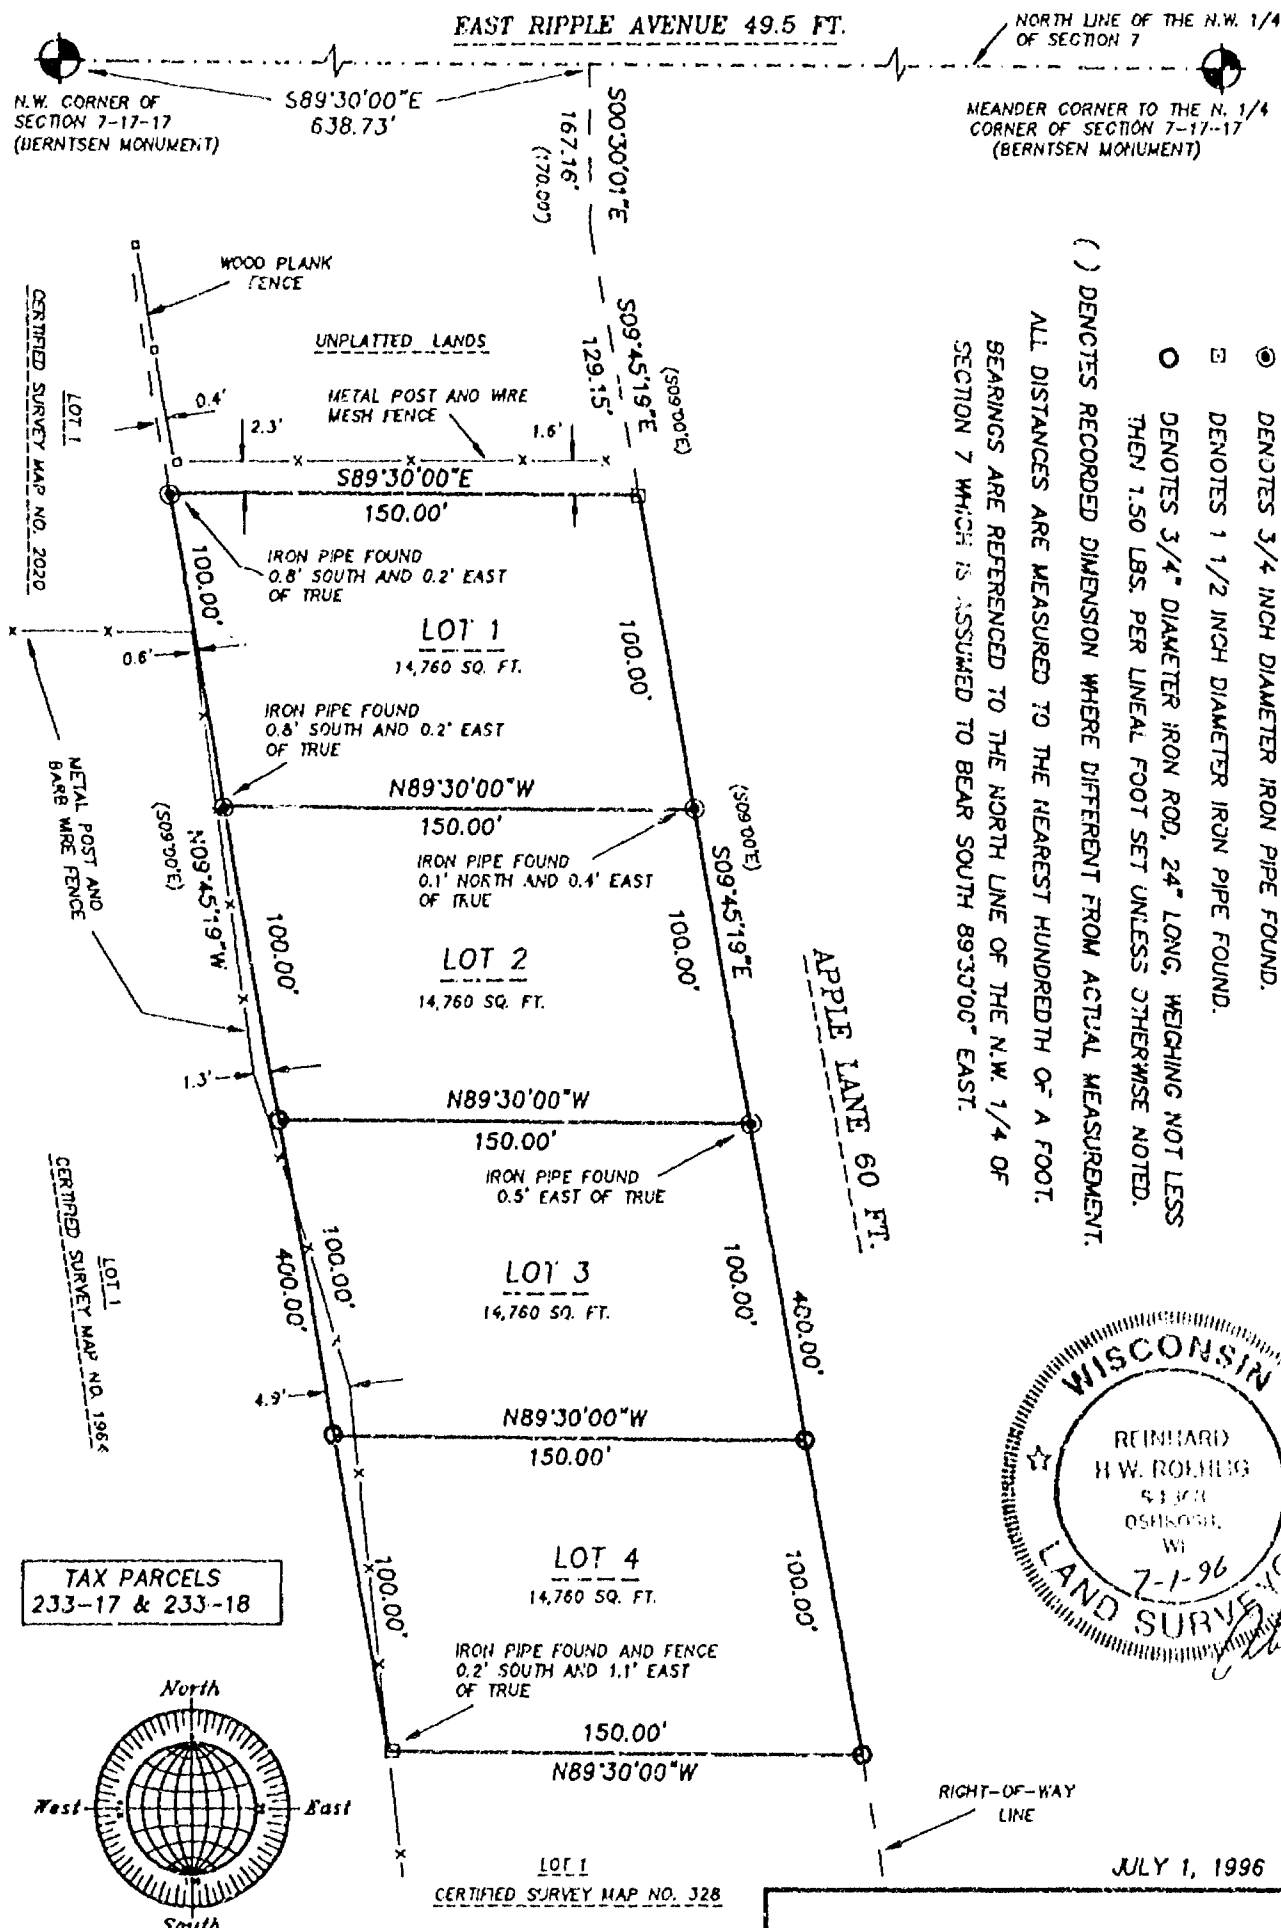 EAST RIPPLE AVENUE 49.5 FT.
NORTH LINE OF THE N.W. 1/4
OF SECTION 7
N.W. CORNER OF
SECTION 7-17-17
(BERNTSEN MONUMENT)
S89°30'00"E
638.73'
MEANDER CORNER TO THE N. 1/4
CORNER OF SECTION 7-17-17
(BERNTSEN MONUMENT)
S00°30'01"E
167.16'
(170.00')
WOOD PLANK
FENCE
UNPLATTED LANDS
METAL POST AND WIRE
MESH FENCE
S09°45'19"E
129.15'
(S09°00'E)
LOT 1
CERTIFIED SURVEY MAP NO. 2020
0.4'
2.3'
1.6'
S89°30'00"E
150.00'
IRON PIPE FOUND
0.8' SOUTH AND 0.2' EAST
OF TRUE
100.00'
LOT 1
14,760 SQ. FT.
100.00'
0.6'
IRON PIPE FOUND
0.8' SOUTH AND 0.2' EAST
OF TRUE
N89°30'00"W
150.00'
METAL POST AND
BARB WIRE FENCE
(S09°00'E)
N09°45'19"W
IRON PIPE FOUND
0.1' NORTH AND 0.4' EAST
OF TRUE
(S09°00'E)
S09°45'19"E
100.00'
LOT 2
14,760 SQ. FT.
100.00'
APPLE LANE 60 FT.
1.3'
N89°30'00"W
150.00'
IRON PIPE FOUND
0.5' EAST OF TRUE
LOT 1
CERTIFIED SURVEY MAP NO.
100.00'
400.00'
LOT 3
14,760 SQ. FT.
100.00'
400.00'
4.9'
N89°30'00"W
150.00'
LOT 4
14,760 SQ. FT.
100.00'
100.00'
TAX PARCELS
233-17 & 233-18
IRON PIPE FOUND AND FENCE
0.2' SOUTH AND 1.1' EAST
OF TRUE
150.00'
N89°30'00"W
North
West
East
South
RIGHT-OF-WAY
LINE
LOT 1
CERTIFIED SURVEY MAP NO. 328
JULY 1, 1996
DENOTES 3/4 INCH DIAMETER IRON PIPE FOUND.
DENOTES 1 1/2 INCH DIAMETER IRON PIPE FOUND.
DENOTES 3/4" DIAMETER IRON ROD, 24" LONG, WEIGHING NOT LESS
THEN 1.50 LBS. PER LINEAL FOOT SET UNLESS OTHERWISE NOTED.
( ) DENOTES RECORDED DIMENSION WHERE DIFFERENT FROM ACTUAL MEASUREMENT.
ALL DISTANCES ARE MEASURED TO THE NEAREST HUNDREDTH OF A FOOT.
BEARINGS ARE REFERENCED TO THE NORTH LINE OF THE N.W. 1/4 OF
SECTION 7 WHICH IS ASSUMED TO BEAR SOUTH 89°30'00" EAST.
WISCONSIN
REINHARD
H.W. ROEHLIG
OSHKOSH,
WI
7-1-96
LAND SURVEYO